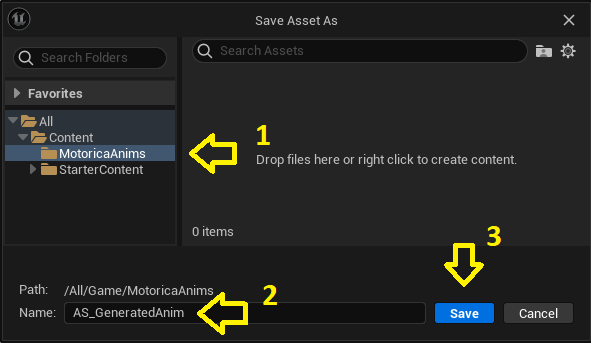 Save Asset As
Search Folders
Search Assets
Favorites
All
Content
MotoricaAnims
StarterContent
1
Drop files here or right click to create content.
0 items
3
Path: /All/Game/MotoricaAnims
Name: AS_GeneratedAnim
2
Save
Cancel